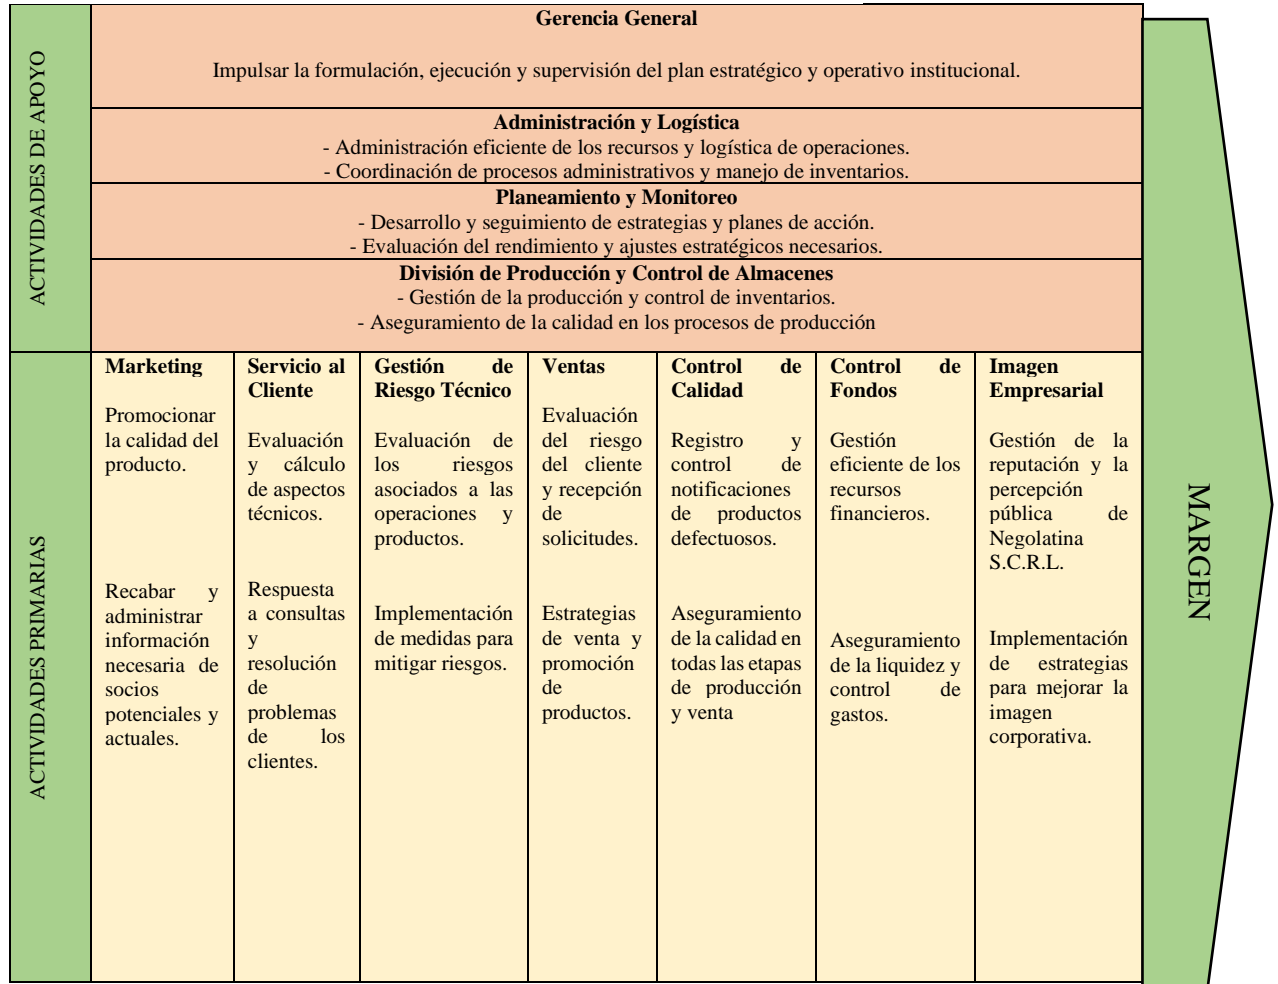 ACTIVIDADES DE APOYO
Gerencia General
Impulsar la formulación, ejecución y supervisión del plan estratégico y operativo institucional.
Administración y Logística
- Administración eficiente de los recursos y logística de operaciones.
- Coordinación de procesos administrativos y manejo de inventarios.
Planeamiento y Monitoreo
- Desarrollo y seguimiento de estrategias y planes de acción.
- Evaluación del rendimiento y ajustes estratégicos necesarios.
División de Producción y Control de Almacenes
- Gestión de la producción y control de inventarios.
- Aseguramiento de la calidad en los procesos de producción
ACTIVIDADES PRIMARIAS
Marketing
Promocionar
la calidad del
producto.
Recabar y
administrar
información
necesaria de
socios
potenciales y
actuales.
Servicio al
Cliente
Evaluación
y cálculo
de aspectos
técnicos.
Respuesta
a consultas
y
resolución
de
problemas
de los
clientes.
Gestión de
Riesgo Técnico
Evaluación de
los riesgos
asociados a las
operaciones y
productos.
Implementación
de medidas para
mitigar riesgos.
Ventas
Evaluación
del riesgo
del cliente
y recepción
de
solicitudes.
Estrategias
de venta y
promoción
de
productos.
Control de
Calidad
Registro y
control de
notificaciones
de productos
defectuosos.
Aseguramiento
de la calidad en
todas las etapas
de producción
y venta
Control de
Fondos
Gestión
eficiente de los
recursos
financieros.
Aseguramiento
de la liquidez y
control de
gastos.
Imagen
Empresarial
Gestión de la
reputación y la
percepción
pública de
Negolatina
S.C.R.L.
Implementación
de estrategias
para mejorar la
imagen
corporativa.
MARGEN